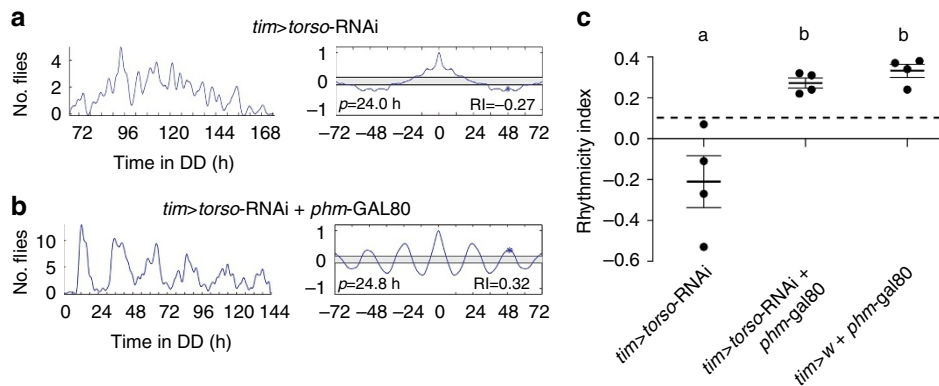 a
tim>torso-RNAi
No. flies
4
2
0
72 96 120 144 168
Time in DD (h)
1
0
−1
p=24.0 h RI=−0.27
−72 −48 −24 0 24 48 72
b
tim>torso-RNAi + phm-GAL80
No. flies
10
5
0
0 24 48 72 96 120 144
Time in DD (h)
1
0
−1
p=24.8 h RI=0.32
−72 −48 −24 0 24 48 72
c
a b b
Rhythmicity index
0.4
0.2
0.0
−0.2
−0.4
−0.6
tim>torso-RNAi
tim>torso-RNAi +
phm-gal80
tim>w + phm-gal80